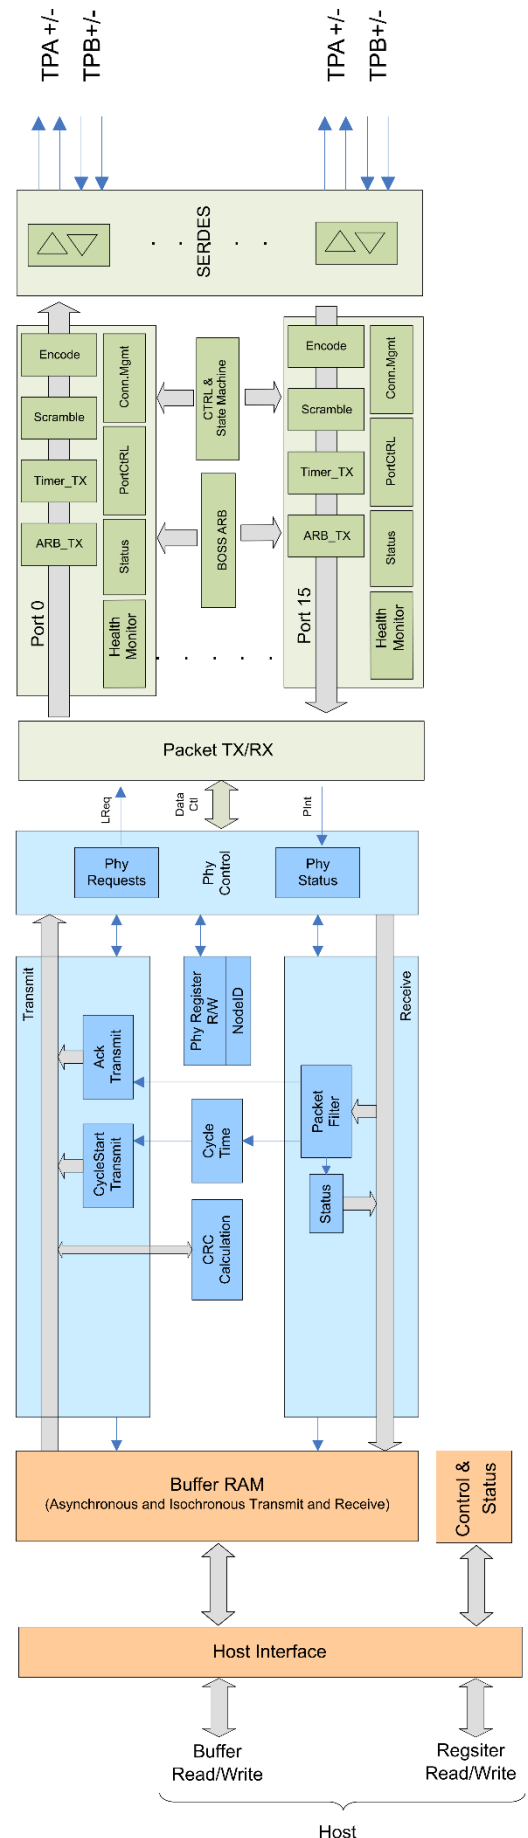 TPA +/-
TPB+/-
TPA +/-
TPB+/-
SERDES
. . . . .
Encode
Scramble
Timer_TX
ARB_TX
Conn.Mgmt
PortCtRL
Status
Health
Monitor
Port 0
CTRL &
State Machine
BOSS ARB
Encode
Scramble
Timer_TX
ARB_TX
Conn.Mgmt
PortCtRL
Status
Health
Monitor
Port 15
. . . . . .
Packet TX/RX
LReq
Data
Ctl
PInt
Phy
Requests
Phy
Control
Phy
Status
Transmit
Ack
Transmit
CycleStart
Transmit
Phy Register
R/W
NodeID
Cycle
Time
CRC
Calculation
Packet
Filter
Status
Receive
Buffer RAM
(Asynchronous and Isochronous Transmit and Receive)
Control &
Status
Host Interface
Buffer
Read/Write
Regsiter
Read/Write
Host